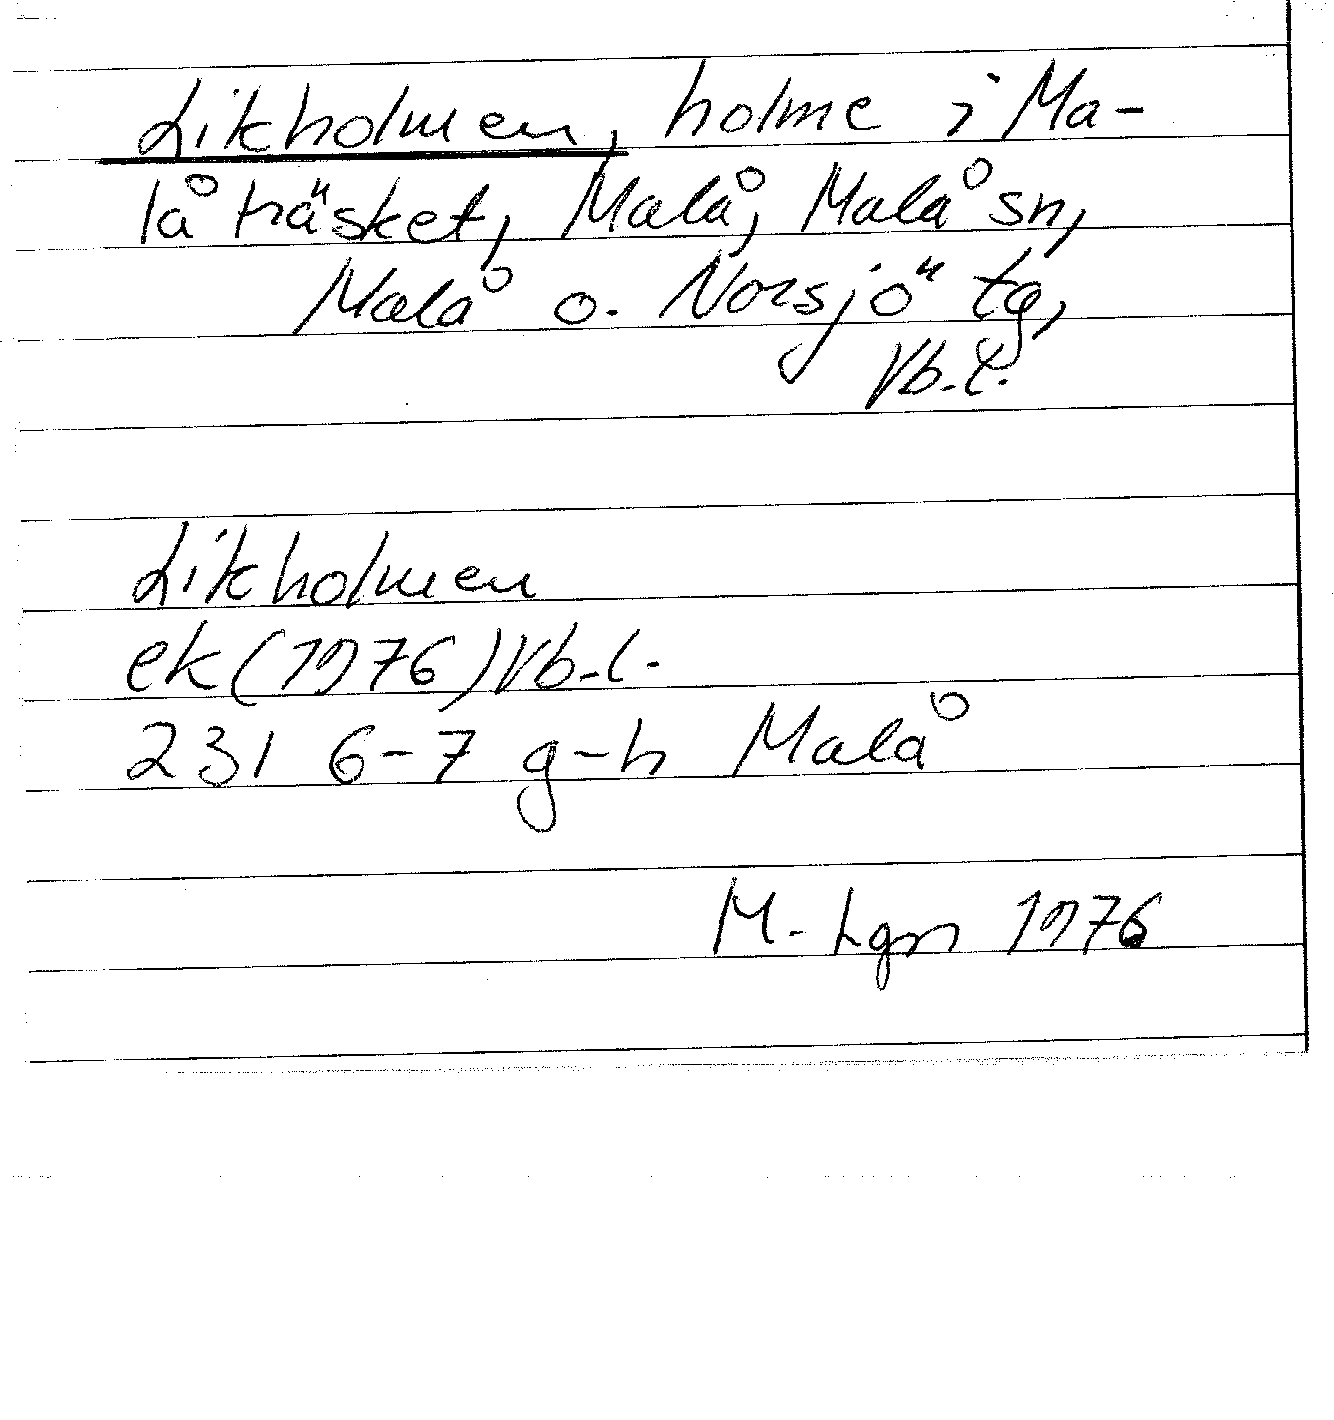 Likholmen, holme i Ma-
låträsket, Malå, Malå sn,
Malå o. Norsjö tg,
Vb.l.
Likholmen
ek (1976) Vb.l.
231 6-7 g-h Malå
M. Lgn 1976